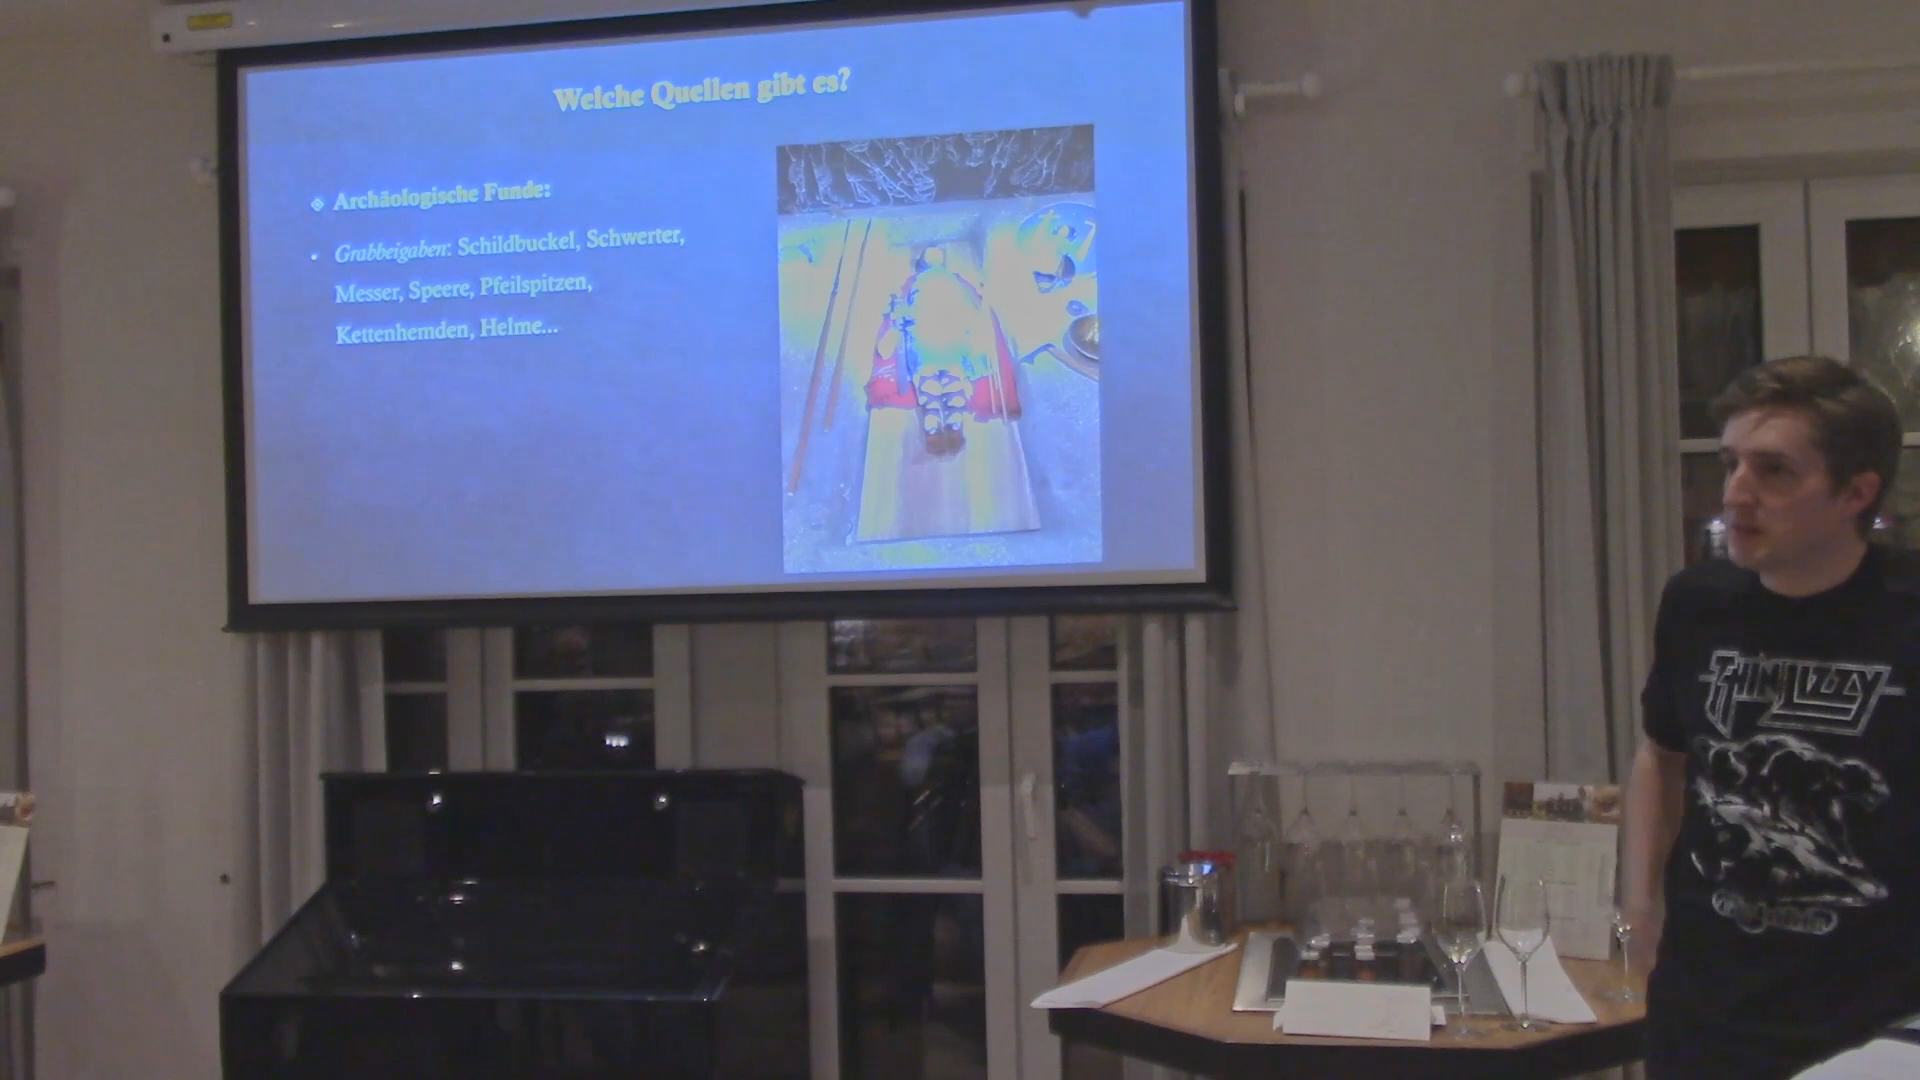 Welche Quellen gibt es?
Archäologische Funde:
Grabbeigaben: Schildbuckel, Schwerter,
Messer, Speere, Pfeilspitzen,
Kettenhemden, Helme...
THIN LIZZY